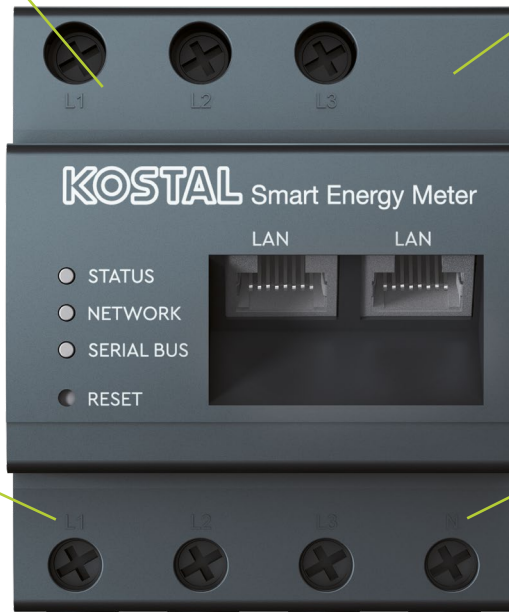 L1 L2 L3
KOSTAL Smart Energy Meter
LAN LAN
STATUS
NETWORK
SERIAL BUS
RESET
L1 L2 L3 N